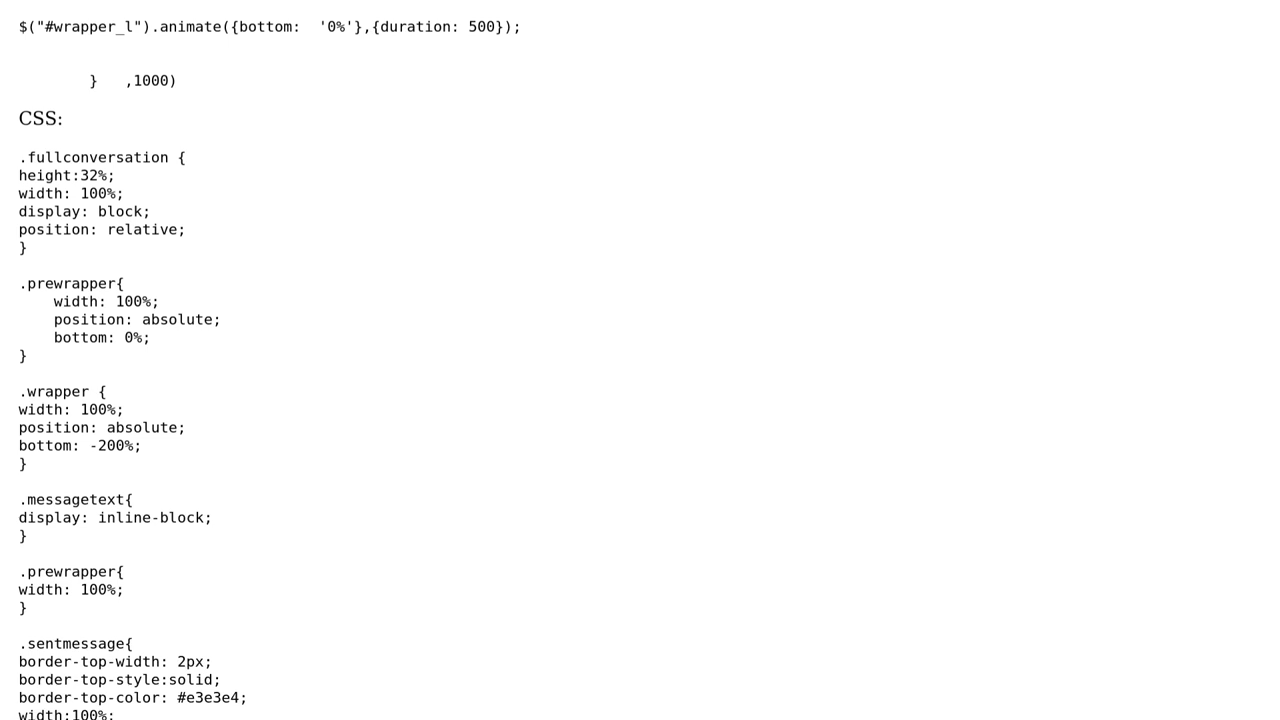 $("#wrapper_l").animate({bottom:  '0%'},{duration: 500});
        }   ,1000)
CSS:
.fullconversation {
height:32%;
width: 100%;
display: block;
position: relative;
}
.prewrapper{
    width: 100%;
    position: absolute;
    bottom: 0%;
}
.wrapper {
width: 100%;
position: absolute;
bottom: -200%;
}
.messagetext{
display: inline-block;
}
.prewrapper{
width: 100%;
}
.sentmessage{
border-top-width: 2px;
border-top-style:solid;
border-top-color: #e3e3e4;
width:100%;